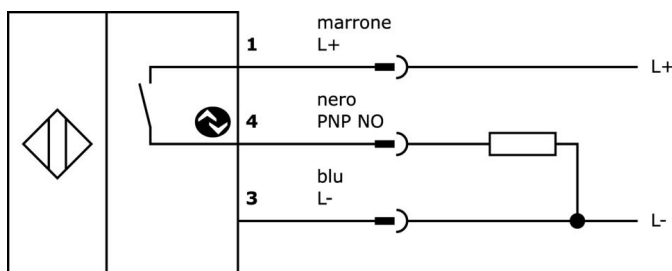 marrone
1 L+
L+
nero
4 PNP NO
blu
3 L-
L-